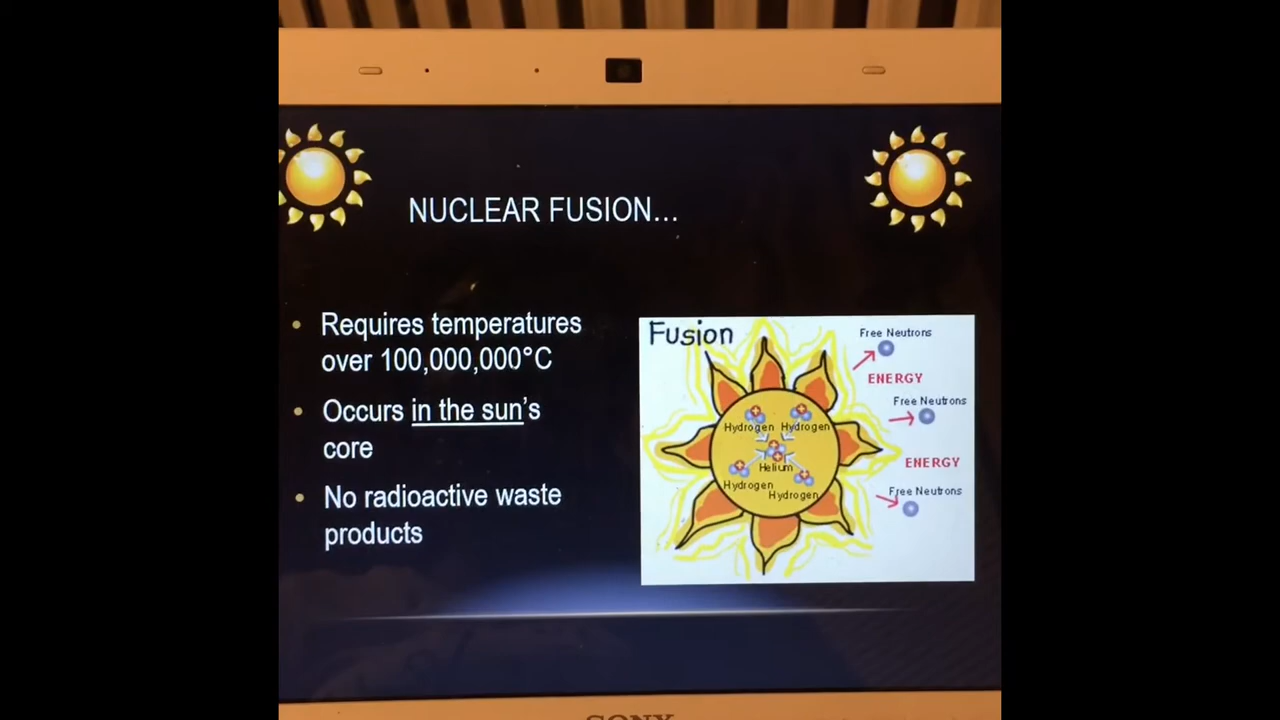 NUCLEAR FUSION...
• Requires temperatures
over 100,000,000°C
• Occurs in the sun's
core
• No radioactive waste
products
Fusion
Free Neutrons
ENERGY
Free Neutrons
ENERGY
Free Neutrons
Hydrogen Hydrogen
Helium
Hydrogen
Hydrogen
SONY